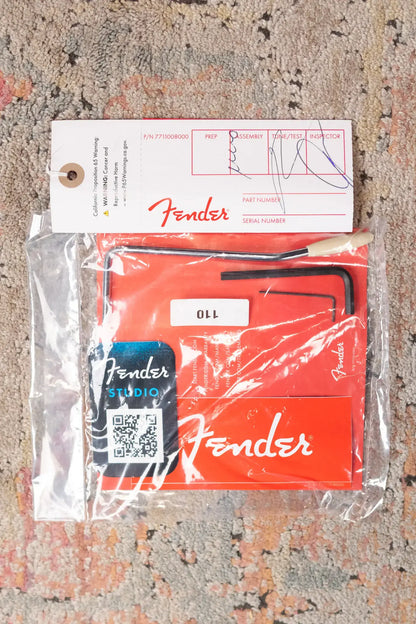 California Proposition 65 Warning
⚠ WARNING: Cancer and
Reproductive Harm
– www.P65Warnings.ca.gov.
P/N 7711008000
PREP
ASSEMBLY
TUNE/TEST
INSPECTOR
Fender
PART NUMBER
SERIAL NUMBER
110
Fender
STUDIO
Fender
Fender